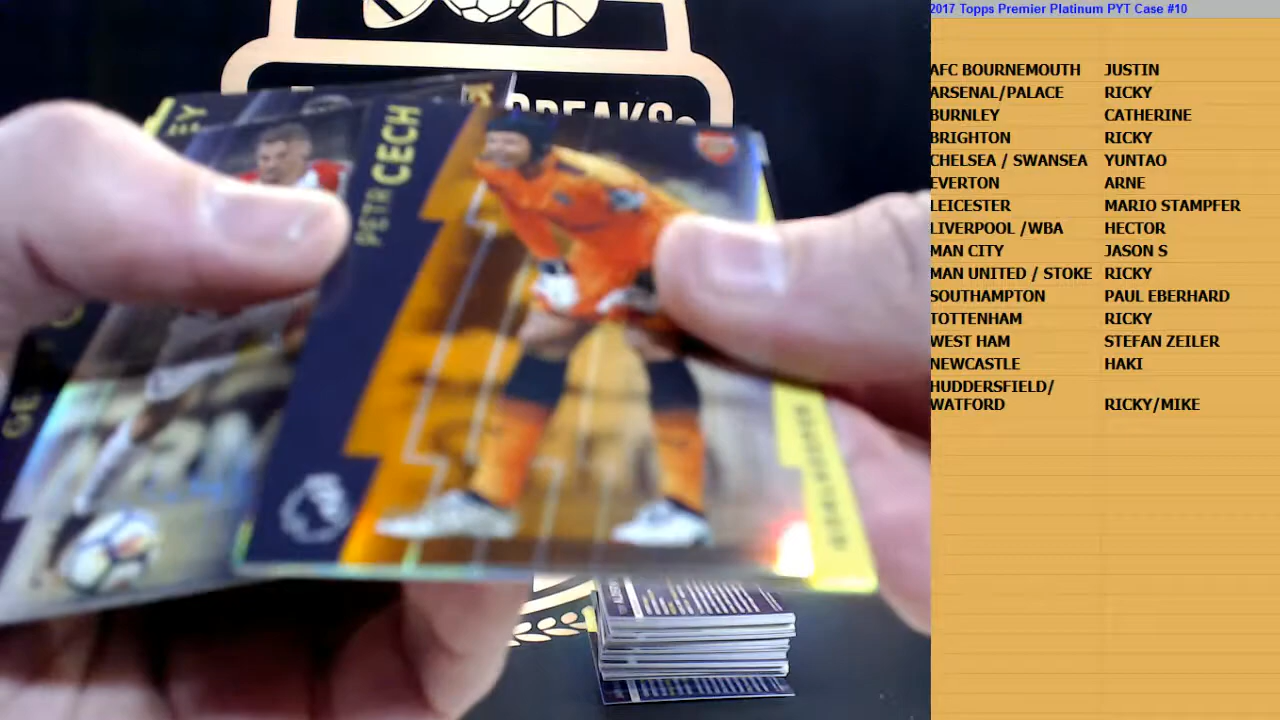 2017 Topps Premier Platinum PYT Case #10
AFC BOURNEMOUTH JUSTIN
ARSENAL/PALACE RICKY
BURNLEY CATHERINE
BRIGHTON RICKY
CHELSEA / SWANSEA YUNTAO
EVERTON ARNE
LEICESTER MARIO STAMPFER
LIVERPOOL /WBA HECTOR
MAN CITY JASON S
MAN UNITED / STOKE RICKY
SOUTHAMPTON PAUL EBERHARD
TOTTENHAM RICKY
WEST HAM STEFAN ZEILER
NEWCASTLE HAKI
HUDDERSFIELD/
WATFORD RICKY/MIKE
BREAKS
PETR CECH
GOALKEEPER